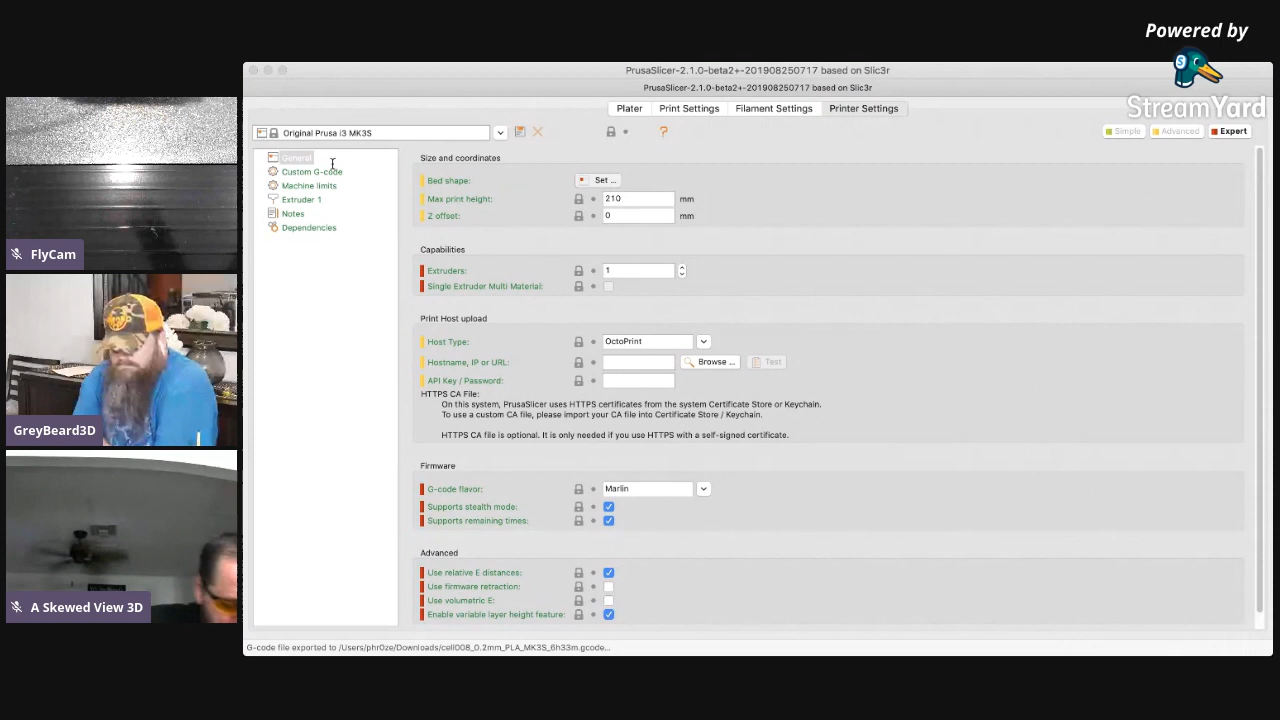 Powered by
StreamYard
FlyCam
GreyBeard3D
A Skewed View 3D
PrusaSlicer-2.1.0-beta2+-201908250717 based on Slic3r
PrusaSlicer-2.1.0-beta2+-201908250717 based on Slic3r
Plater Print Settings Filament Settings Printer Settings
Original Prusa i3 MK3S
?
Simple Advanced Expert
General
Custom G-code
Machine limits
Extruder 1
Notes
Dependencies
Size and coordinates
Bed shape: Set ...
Max print height: 210 mm
Z offset: 0 mm
Capabilities
Extruders: 1
Single Extruder Multi Material:
Print Host upload
Host Type: OctoPrint
Hostname, IP or URL: Browse ... Test
API Key / Password:
HTTPS CA File:
On this system, PrusaSlicer uses HTTPS certificates from the system Certificate Store or Keychain.
To use a custom CA file, please import your CA file into Certificate Store / Keychain.
HTTPS CA file is optional. It is only needed if you use HTTPS with a self-signed certificate.
Firmware
G-code flavor: Marlin
Supports stealth mode:
Supports remaining times:
Advanced
Use relative E distances:
Use firmware retraction:
Use volumetric E:
Enable variable layer height feature:
G-code file exported to /Users/phr0ze/Downloads/cell008_0.2mm_PLA_MK3S_6h33m.gcode...